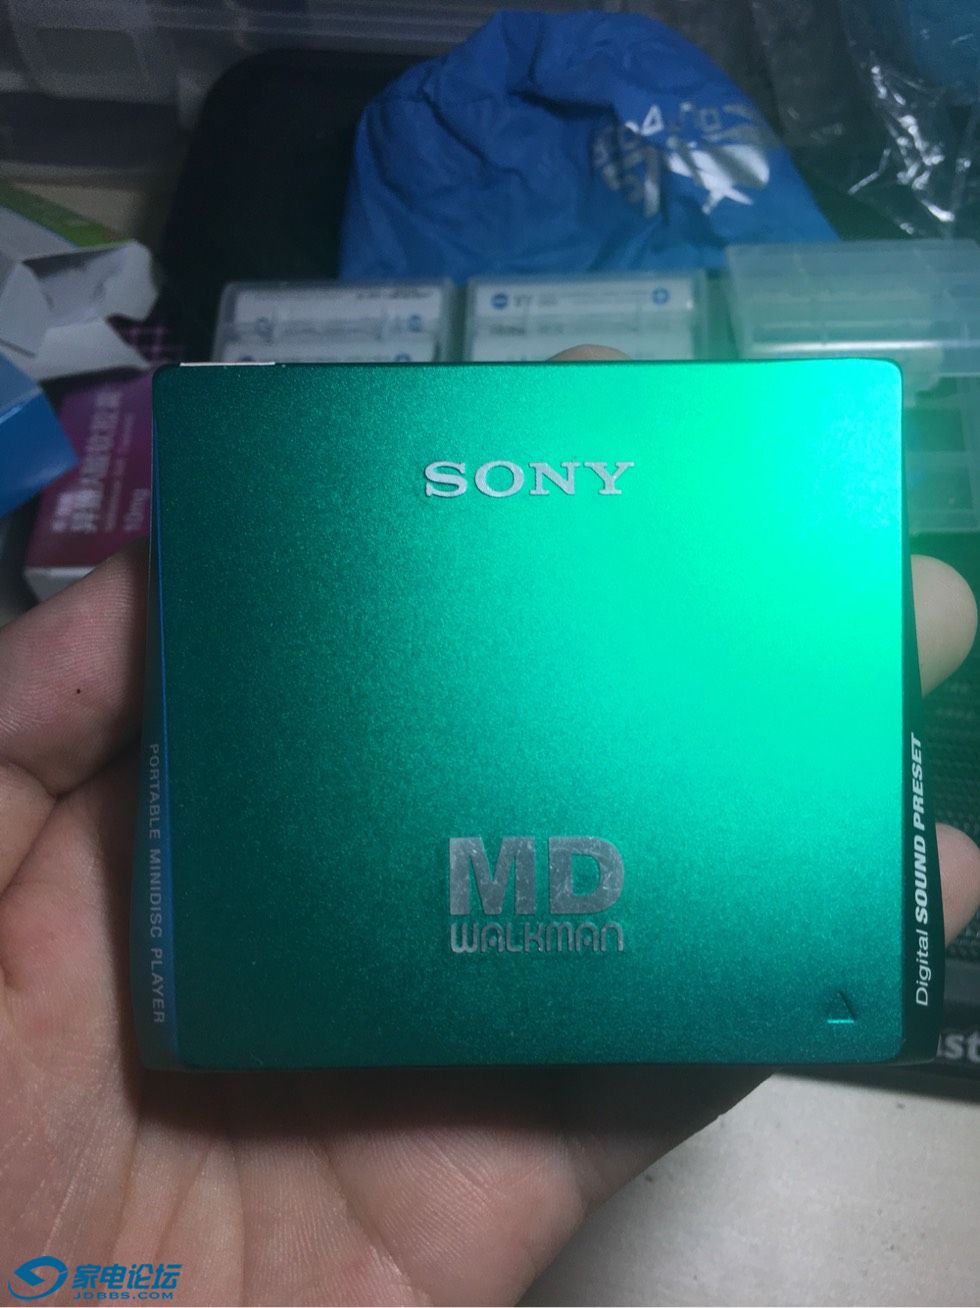 SONY
MD
WALKMAN
PORTABLE MINIDISC PLAYER
Digital SOUND PRESET
家电论坛
JDBBS.COM